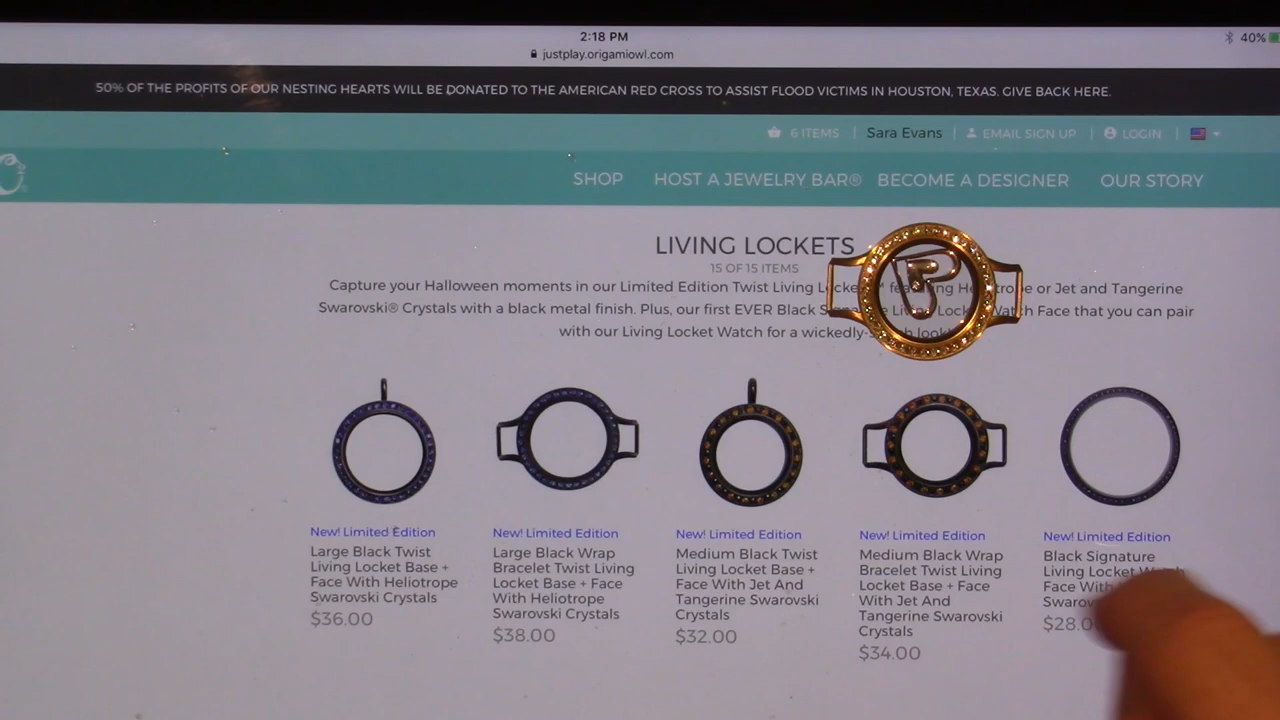 2:18 PM
40%
justplay.origamiowl.com
50% OF THE PROFITS OF OUR NESTING HEARTS WILL BE DONATED TO THE AMERICAN RED CROSS TO ASSIST FLOOD VICTIMS IN HOUSTON, TEXAS. GIVE BACK HERE.
6 ITEMS
Sara Evans
EMAIL SIGN UP
LOGIN
SHOP
HOST A JEWELRY BAR®
BECOME A DESIGNER
OUR STORY
LIVING LOCKETS
15 OF 15 ITEMS
Capture your Halloween moments in our Limited Edition Twist Living or Jet and Tangerine
Swarovski® Crystals with a black metal finish. Plus, our first EVER Black Face that you can pair
with our Living Locket Watch for a
New! Limited Edition
Large Black Twist
Living Locket Base +
Face With Heliotrope
Swarovski Crystals
$36.00
New! Limited Edition
Large Black Wrap
Bracelet Twist Living
Locket Base + Face
With Heliotrope
Swarovski Crystals
$38.00
New! Limited Edition
Medium Black Twist
Living Locket Base +
Face With Jet And
Tangerine Swarovski
Crystals
$32.00
New! Limited Edition
Medium Black Wrap
Bracelet Twist Living
Locket Base + Face
With Jet And
Tangerine Swarovski
Crystals
$34.00
New! Limited Edition
Black Signature
Living Locket
Face With